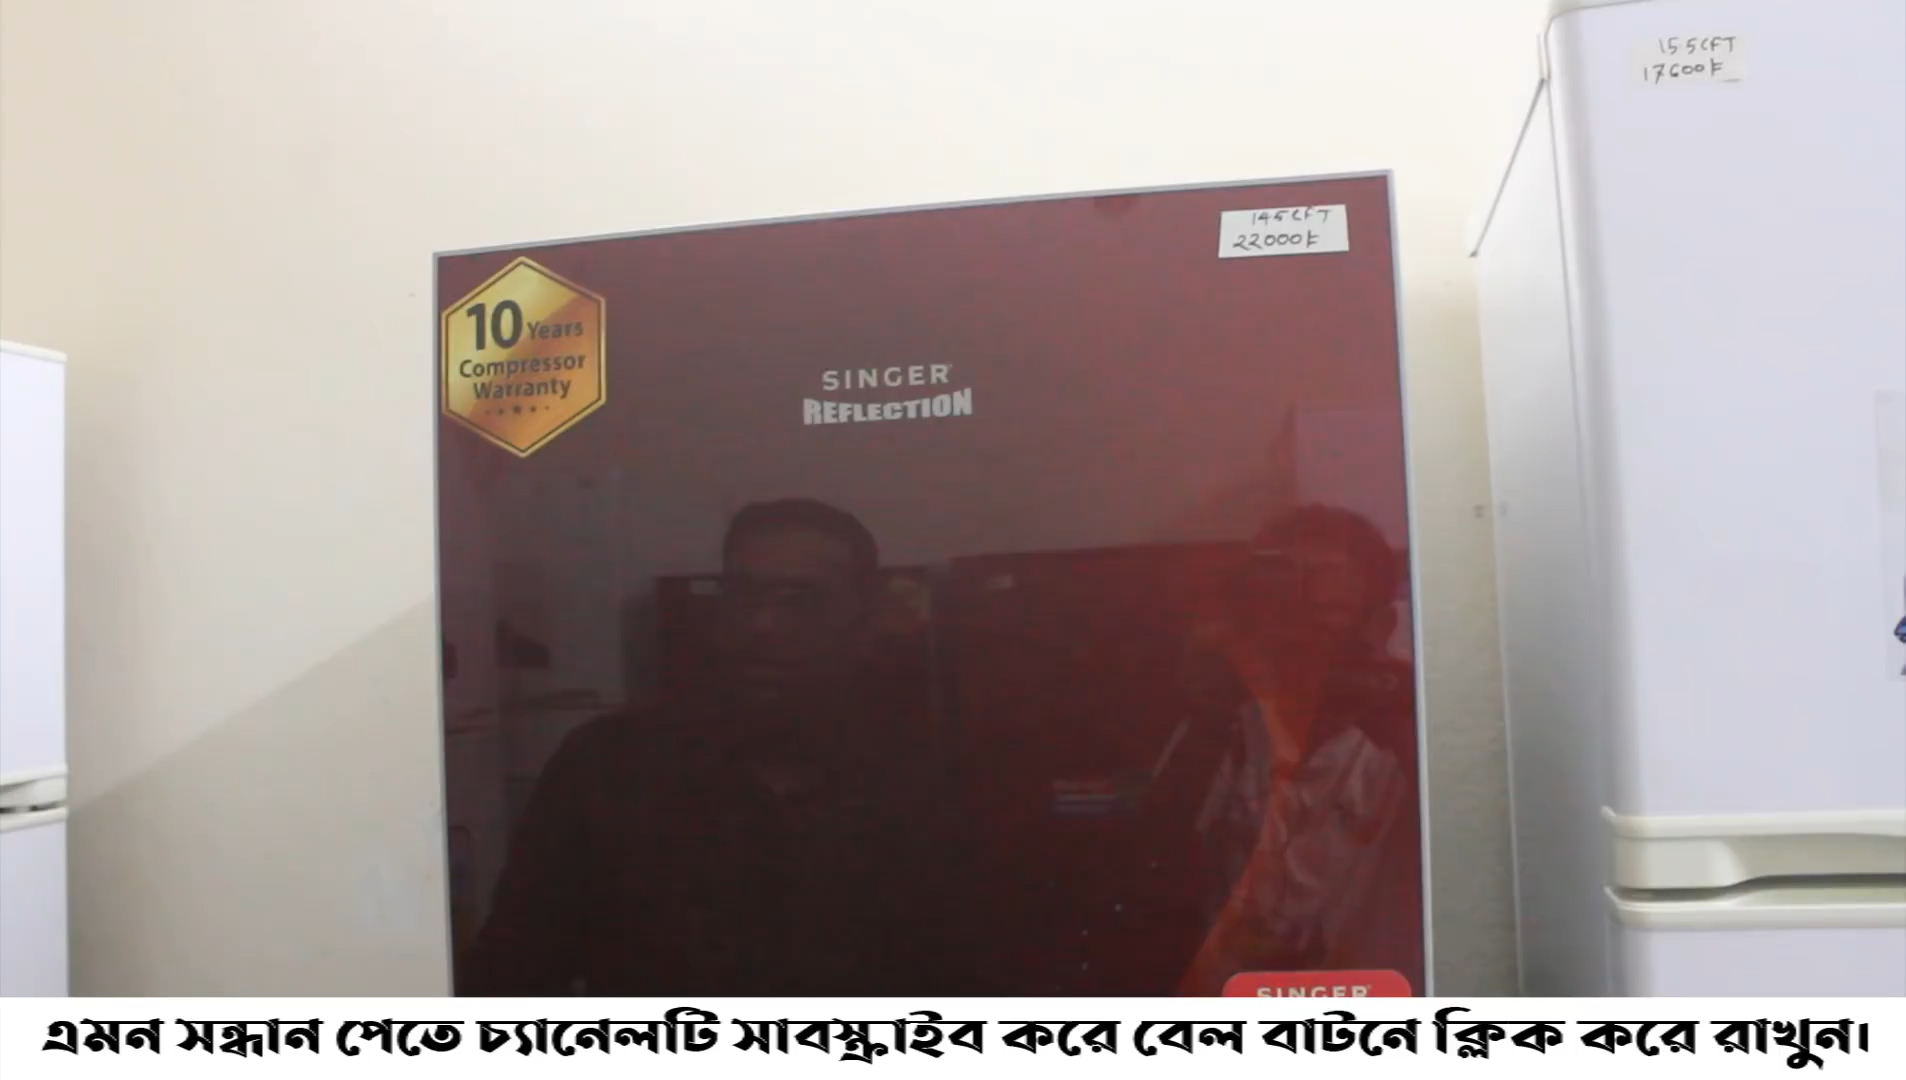 15.5CFT
17600৳
14.5CFT
22000৳
10 Years
Compressor
Warranty
SINGER
REFLECTION
SINGER
এমন সন্ধান পেতে চ্যানেলটি সাবস্ক্রাইব করে বেল বাটনে ক্লিক করে রাখুন।